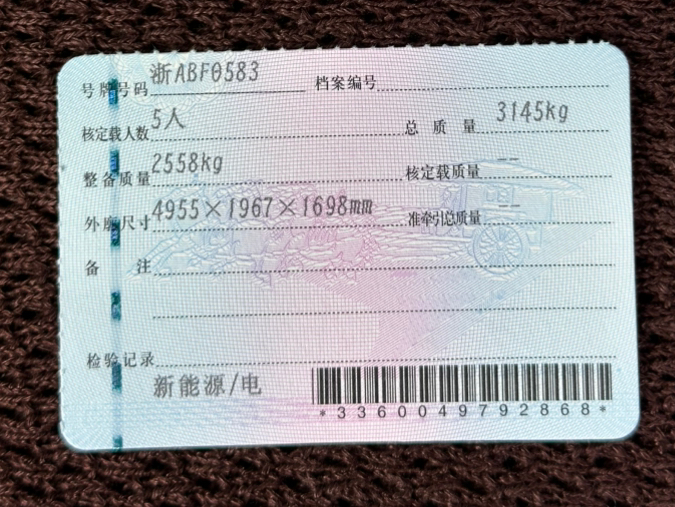 号牌号码 浙ABF0583 档案编号
核定载人数 5人 总质量 3145kg
整备质量 2558kg 核定载质量 --
外廓尺寸 4955×1967×1698mm 准牵引总质量 --
备注
检验记录
新能源/电
*3360049792868*